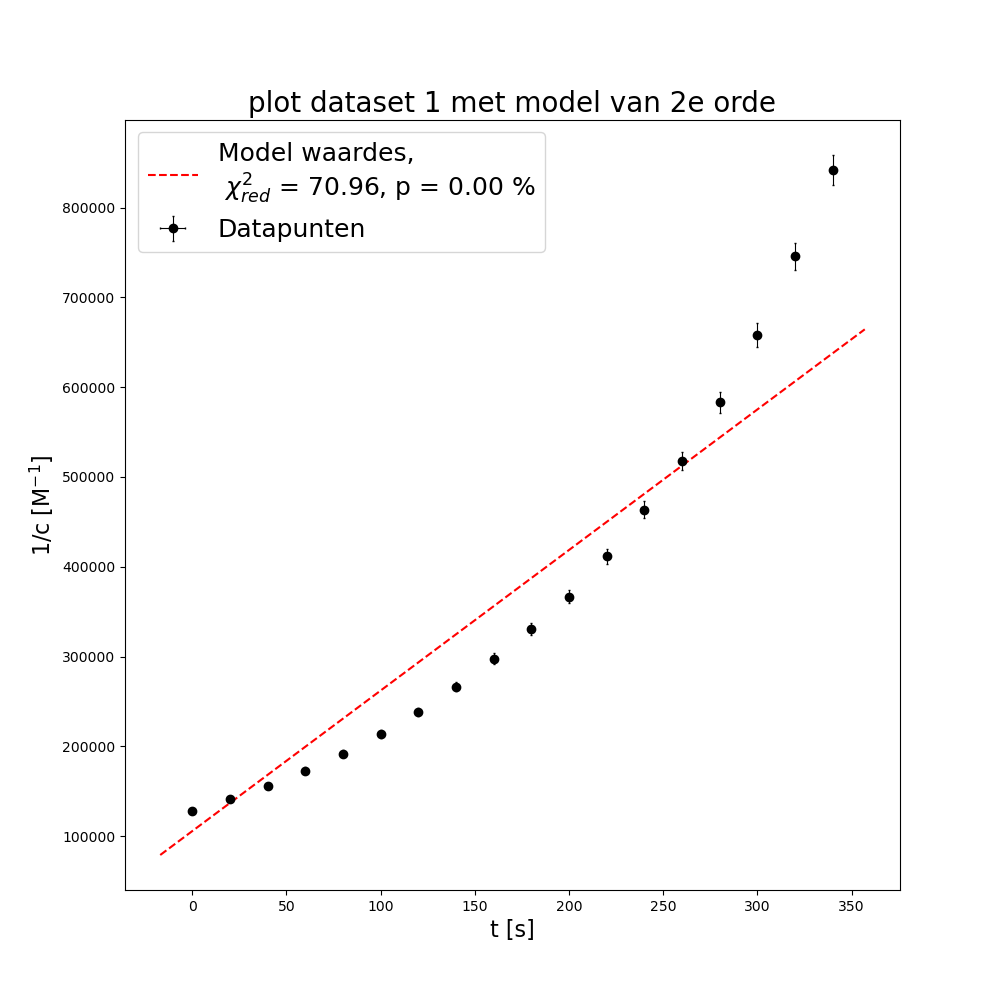 plot dataset 1 met model van 2e orde
Model waardes,
χ²_red = 70.96, p = 0.00 %
Datapunten
1/c [M⁻¹]
800000
700000
600000
500000
400000
300000
200000
100000
0 50 100 150 200 250 300 350
t [s]